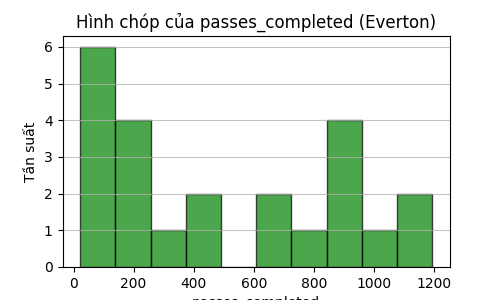 Hình chóp của passes_completed (Everton)
Tần suất
6
5
4
3
2
1
0
0 200 400 600 800 1000 1200
passes_completed